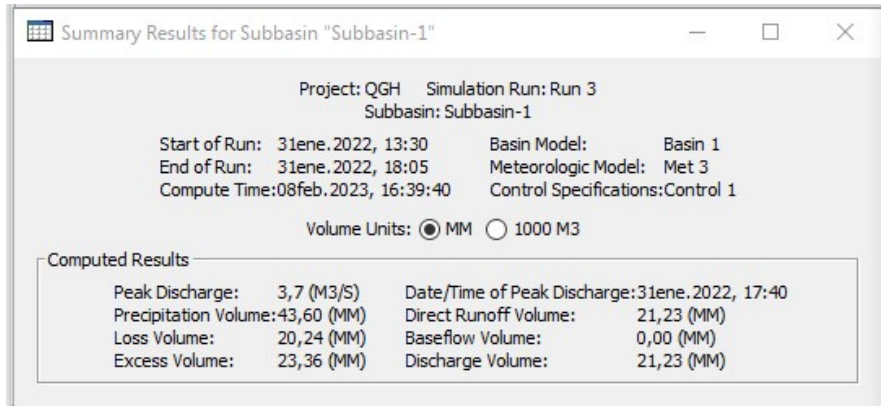 Summary Results for Subbasin "Subbasin-1"
Project: QGH Simulation Run: Run 3
Subbasin: Subbasin-1
Start of Run: 31ene.2022, 13:30 Basin Model: Basin 1
End of Run: 31ene.2022, 18:05 Meteorologic Model: Met 3
Compute Time:08feb.2023, 16:39:40 Control Specifications:Control 1
Volume Units: MM 1000 M3
Computed Results
Peak Discharge: 3,7 (M3/S) Date/Time of Peak Discharge:31ene.2022, 17:40
Precipitation Volume:43,60 (MM) Direct Runoff Volume: 21,23 (MM)
Loss Volume: 20,24 (MM) Baseflow Volume: 0,00 (MM)
Excess Volume: 23,36 (MM) Discharge Volume: 21,23 (MM)